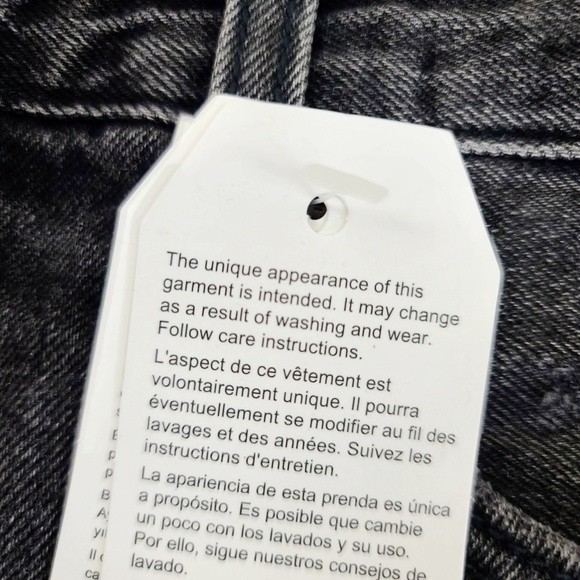 The unique appearance of this
garment is intended. It may change
as a result of washing and wear.
Follow care instructions.
L'aspect de ce vêtement est
volontairement unique. Il pourra
éventuellement se modifier au fil des
lavages et des années. Suivez les
instructions d'entretien.
La apariencia de esta prenda es única
a propósito. Es posible que cambie
un poco con los lavados y su uso.
Por ello, sigue nuestros consejos de
lavado.